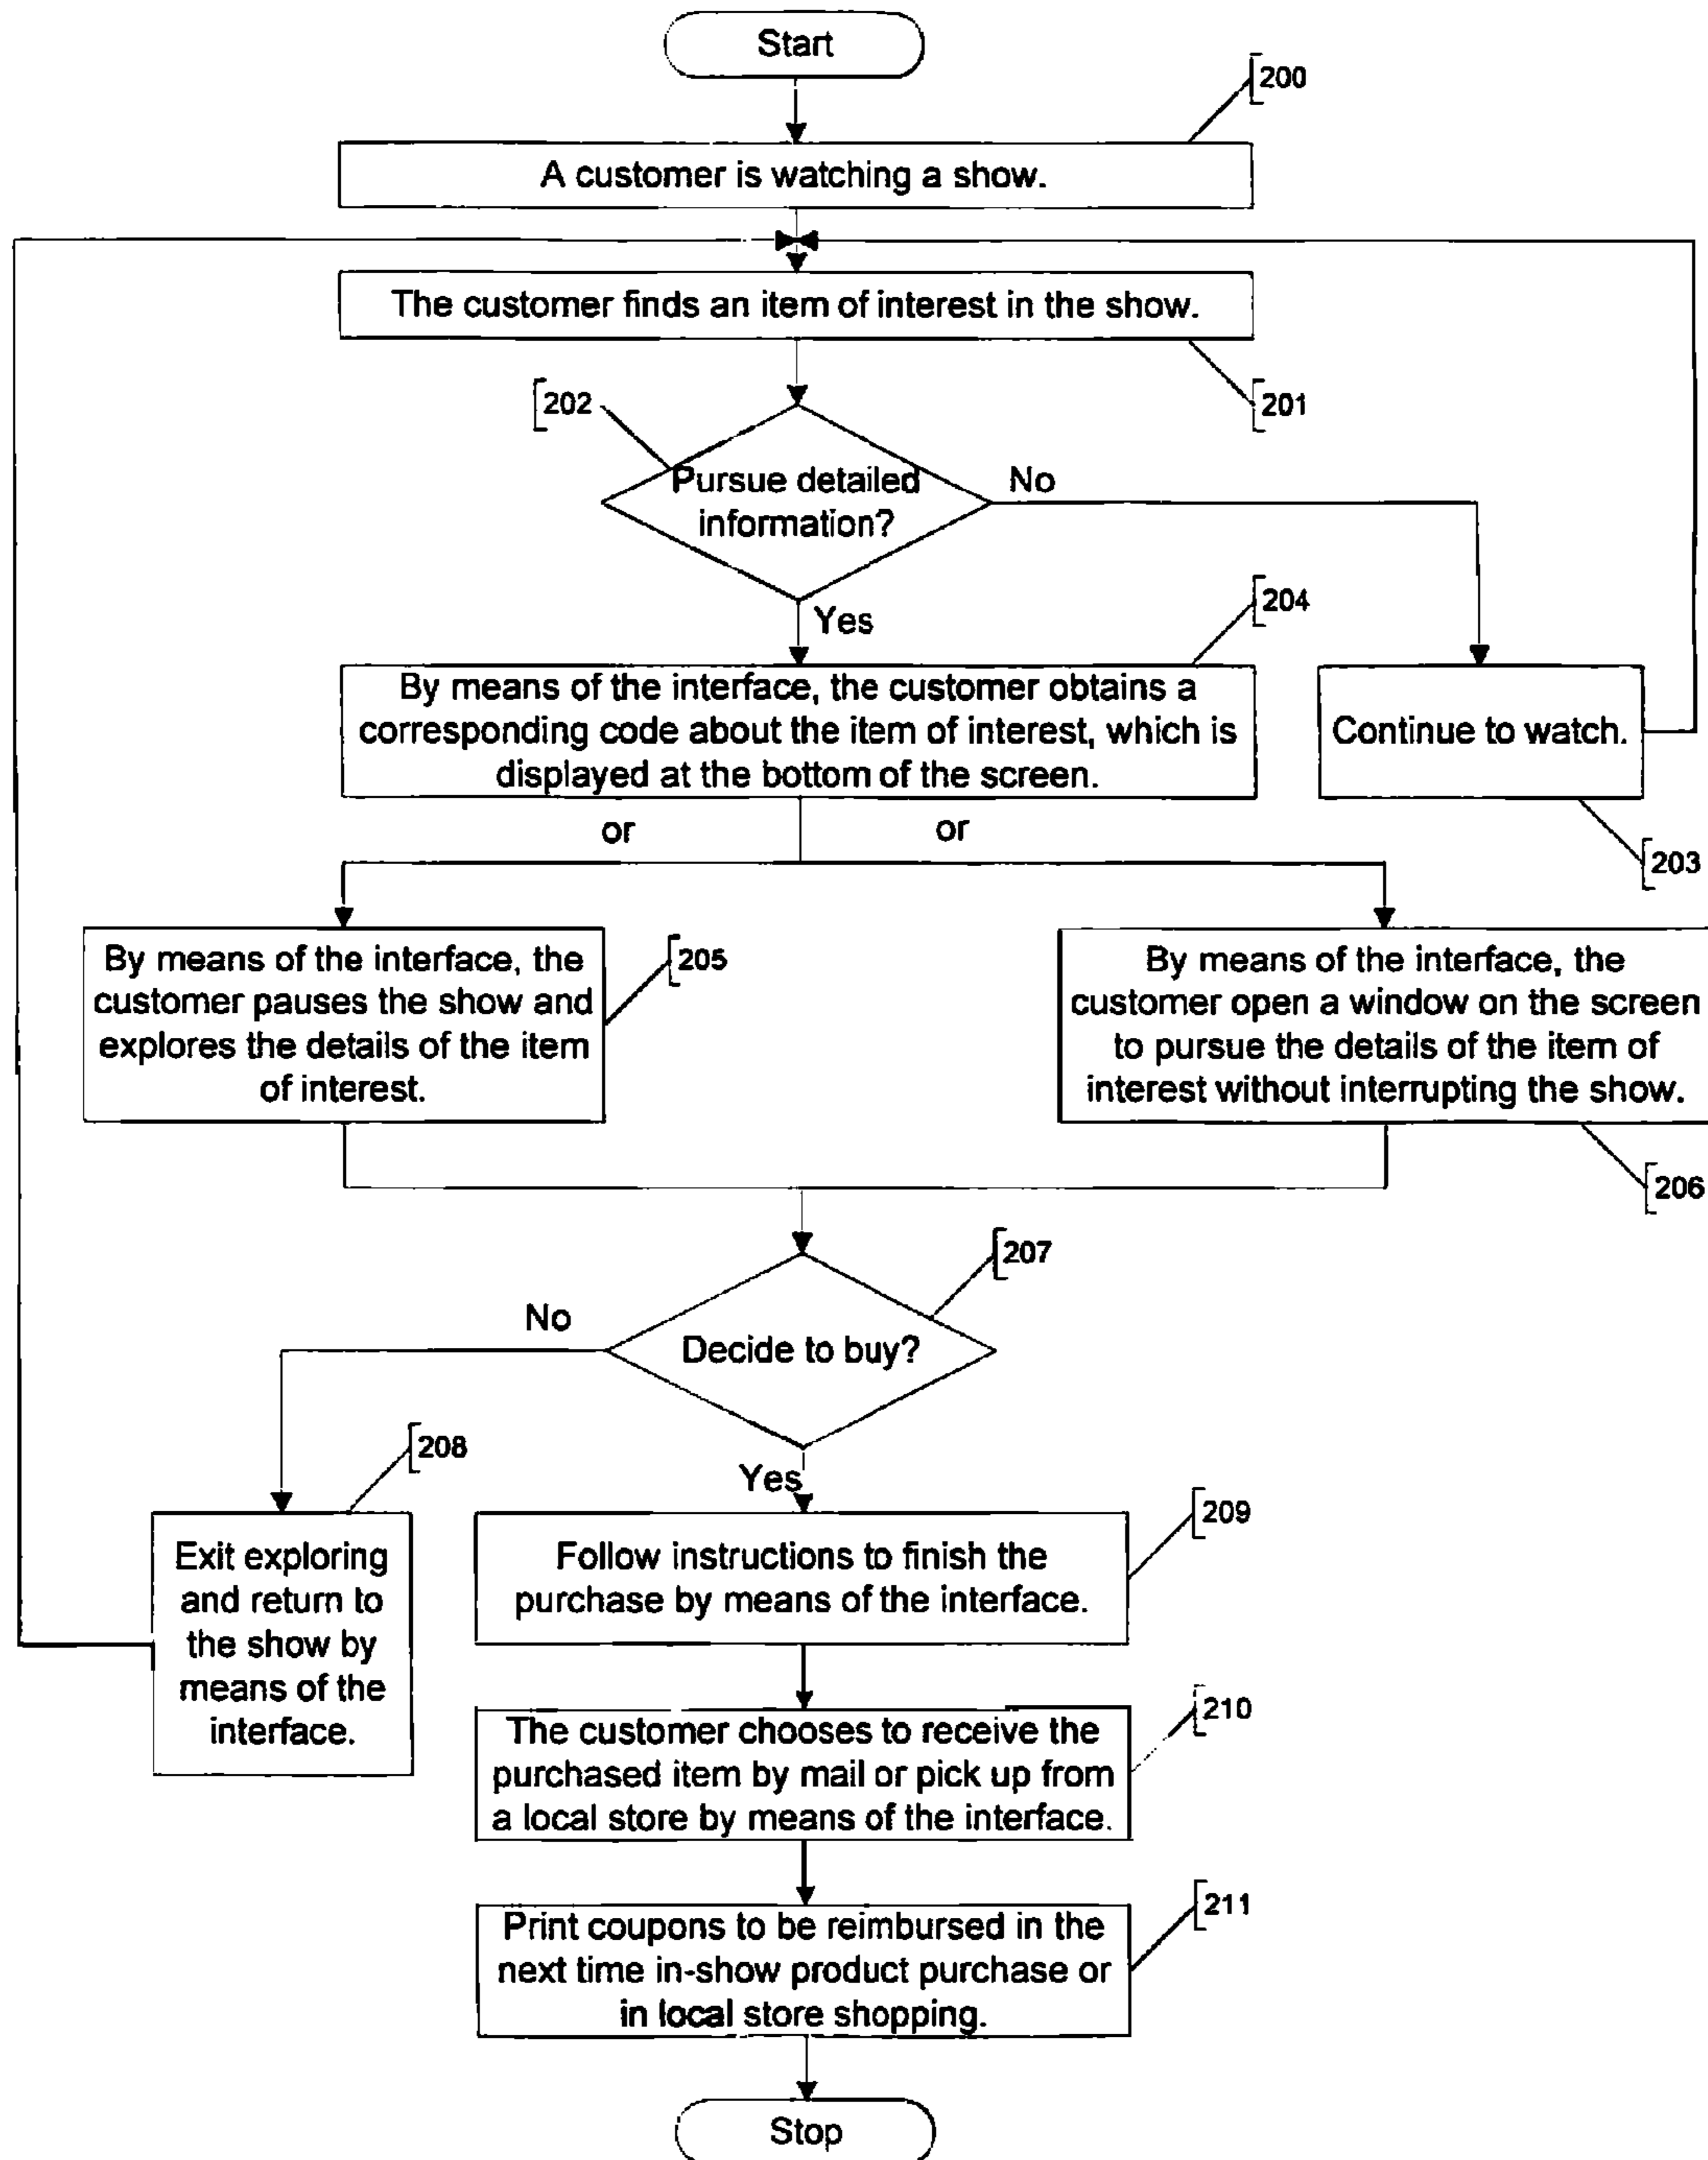 Start
200
A customer is watching a show.
The customer finds an item of interest in the show.
201
202
Pursue detailed
information?
No
Yes
204
By means of the interface, the customer obtains a
corresponding code about the item of interest, which is
displayed at the bottom of the screen.
Continue to watch.
203
or
or
By means of the interface, the
customer pauses the show and
explores the details of the item
of interest.
205
By means of the interface, the
customer open a window on the screen
to pursue the details of the item of
interest without interrupting the show.
206
207
Decide to buy?
No
Yes
208
Exit exploring
and return to
the show by
means of the
interface.
209
Follow instructions to finish the
purchase by means of the interface.
210
The customer chooses to receive the
purchased item by mail or pick up from
a local store by means of the interface.
211
Print coupons to be reimbursed in the
next time in-show product purchase or
in local store shopping.
Stop